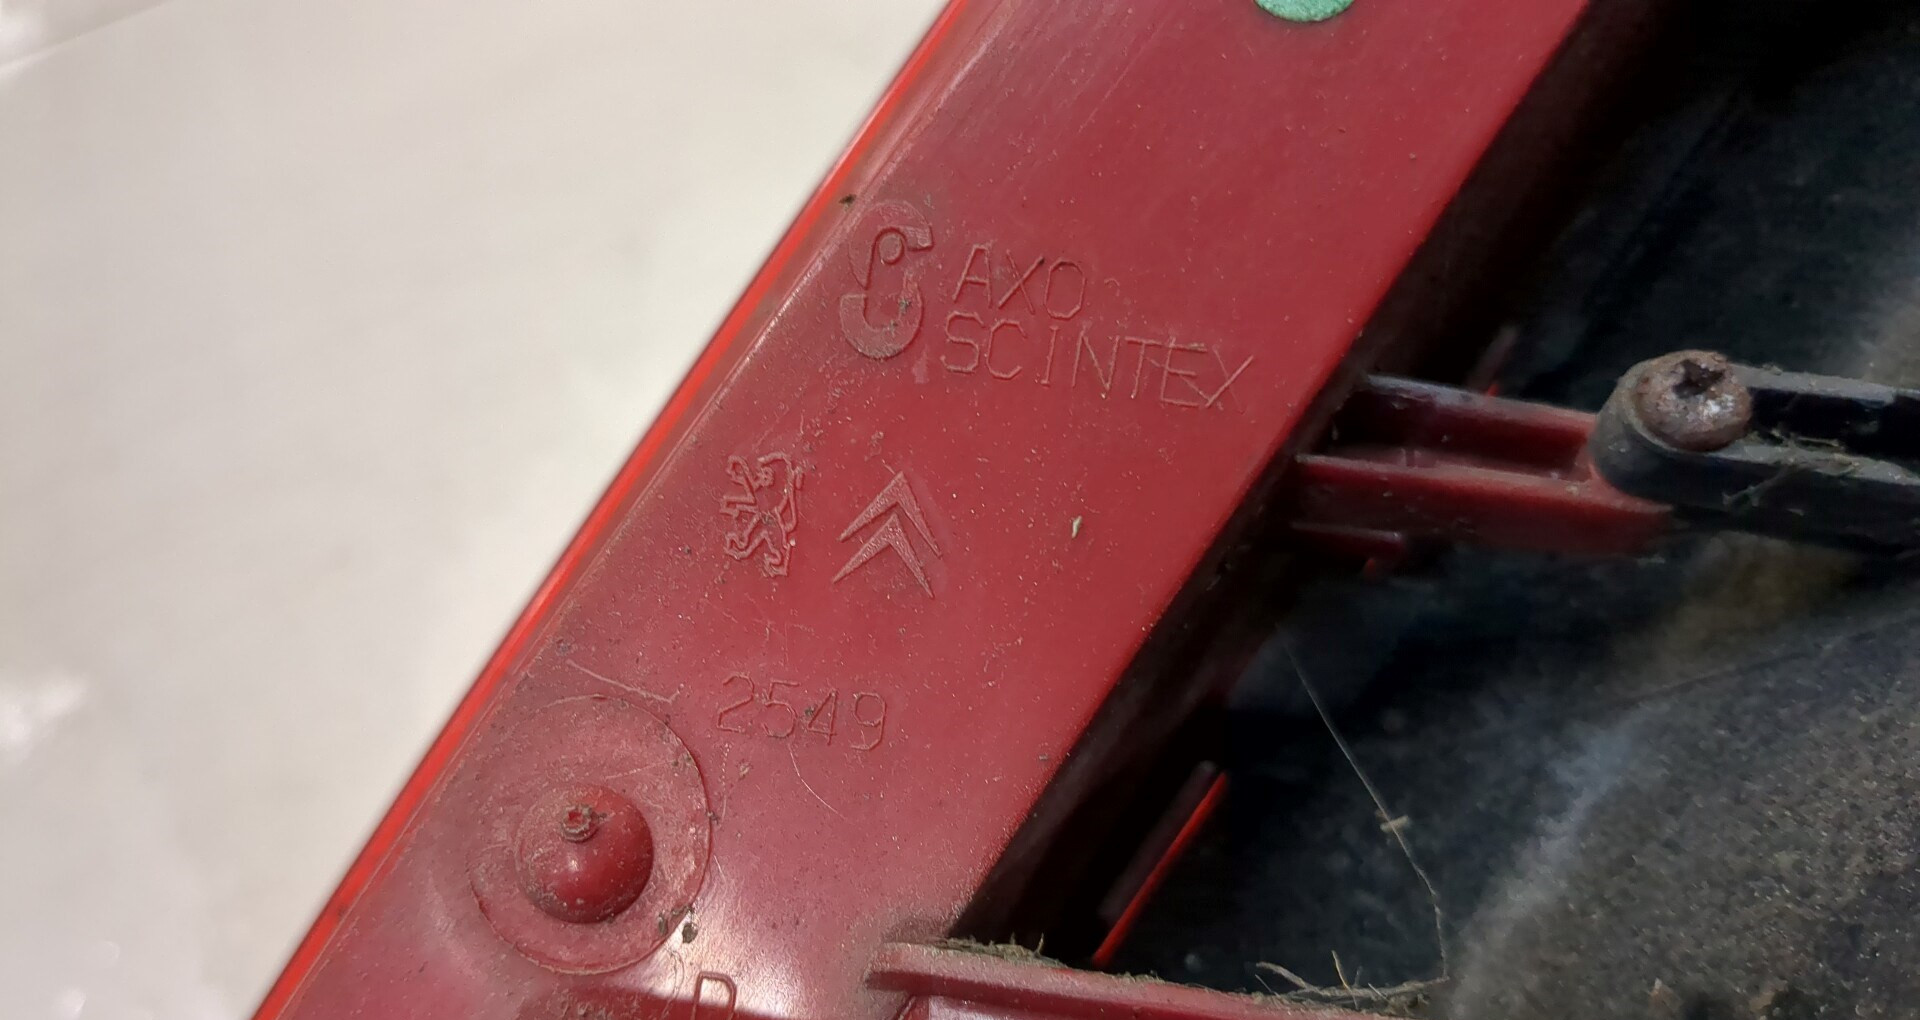 AXO
SCINTEX
2549
D